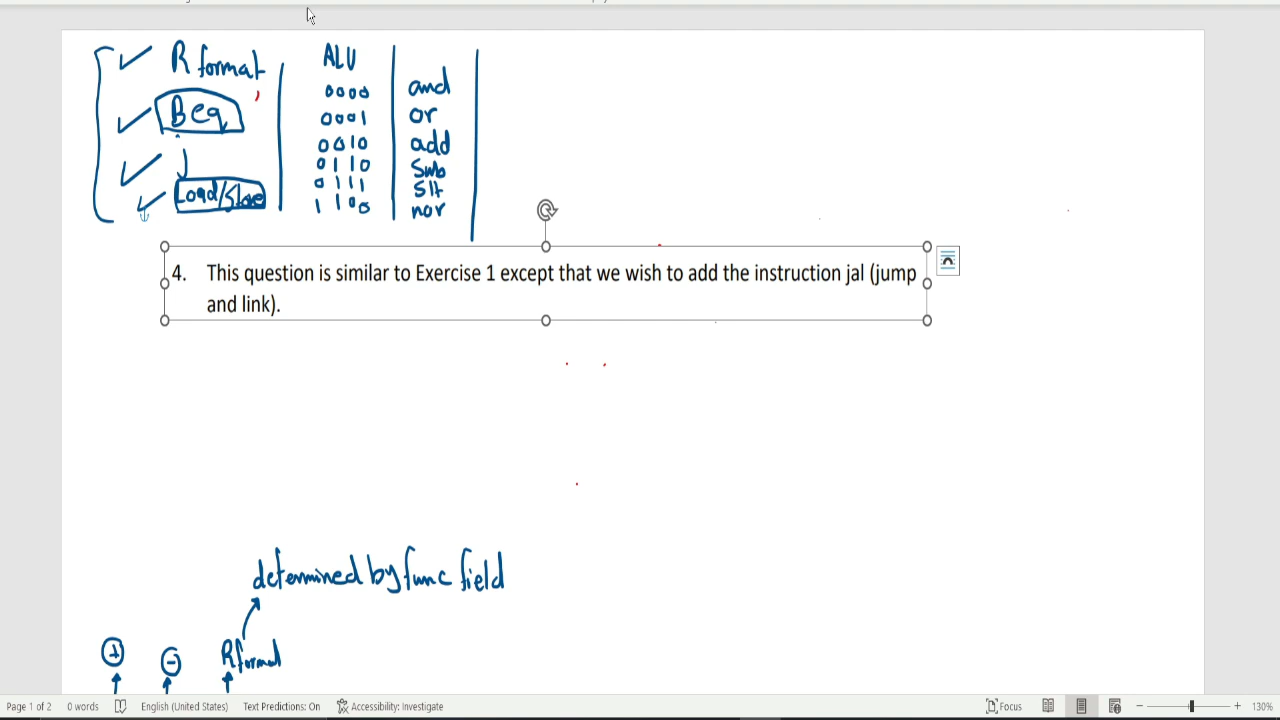 R format
Beq
j
Load/Store
ALU
0000
0001
0010
0110
0111
1100
and
or
add
Sub
Slt
nor
4. This question is similar to Exercise 1 except that we wish to add the instruction jal (jump
and link).
determined by func field
+ - R format
Page 1 of 2 0 words English (United States) Text Predictions: On Accessibility: Investigate Focus 130%